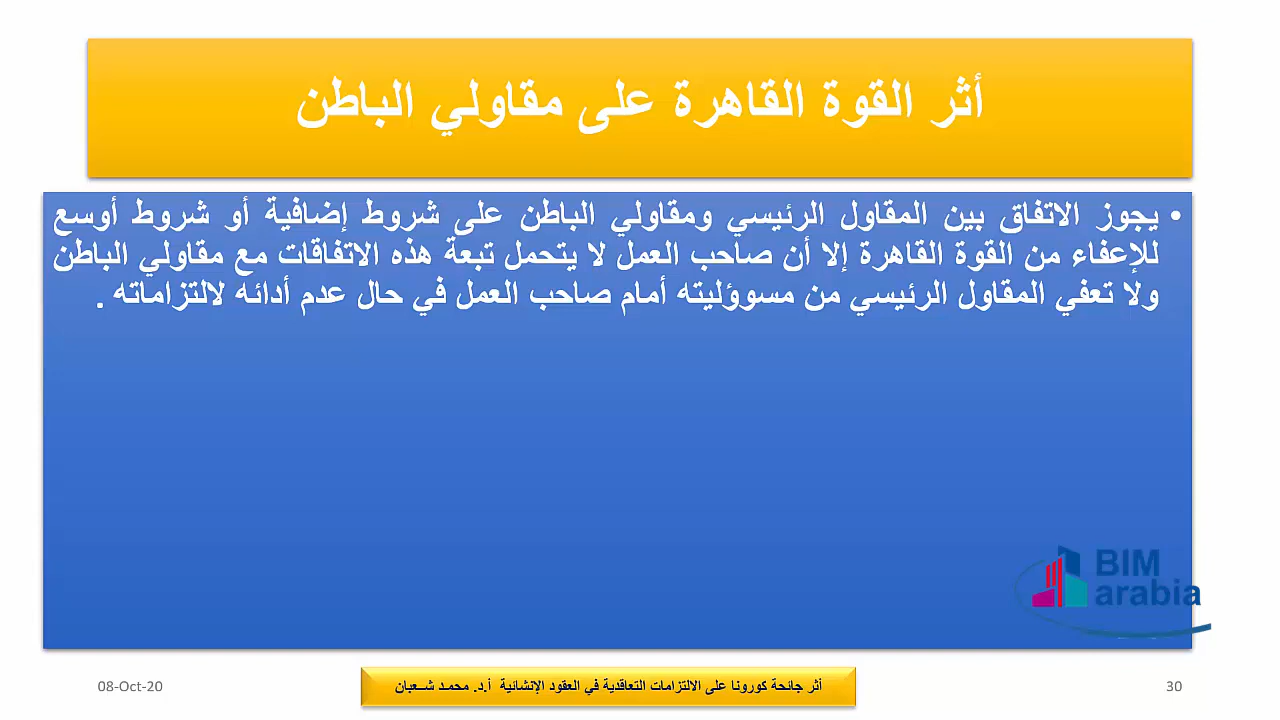 أثر القوة القاهرة على مقاولي الباطن
• يجوز الاتفاق بين المقاول الرئيسي ومقاولي الباطن على شروط إضافية أو شروط أوسع
للإعفاء من القوة القاهرة إلا أن صاحب العمل لا يتحمل تبعة هذه الاتفاقات مع مقاولي الباطن
ولا تعفي المقاول الرئيسي من مسوؤليته أمام صاحب العمل في حال عدم أدائه لالتزاماته .
BIM
arabia
08-Oct-20
أثر جائحة كورونا على الالتزامات التعاقدية في العقود الإنشائية أ.د. محمـد شــعبان
30